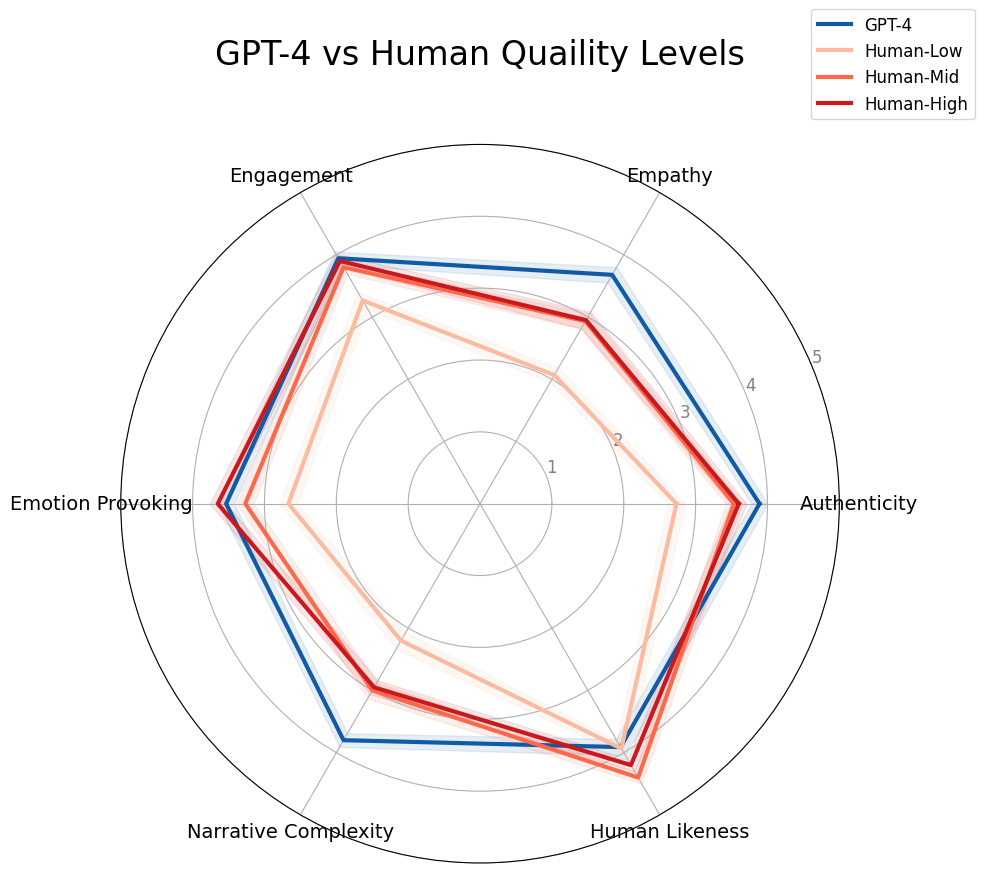 GPT-4 vs Human Quaility Levels
GPT-4
Human-Low
Human-Mid
Human-High
Engagement
Empathy
5
4
3
2
1
Emotion Provoking
Authenticity
Narrative Complexity
Human Likeness